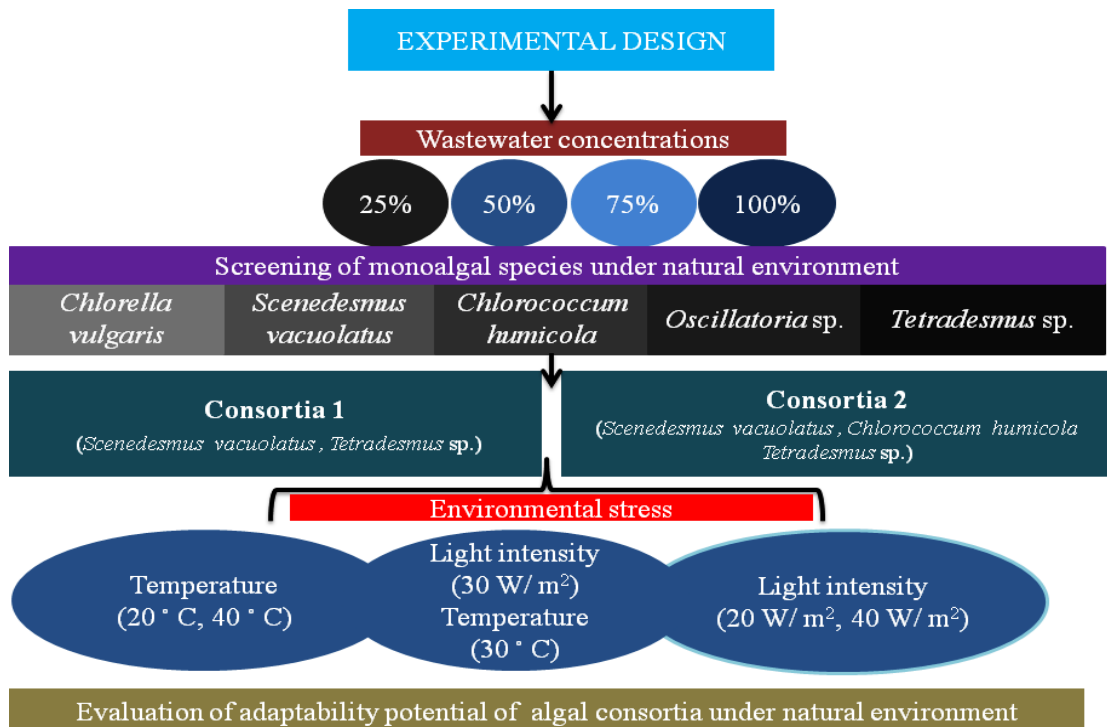 EXPERIMENTAL DESIGN
Wastewater concentrations
25% 50% 75% 100%
Screening of monoalgal species under natural environment
Chlorella
vulgaris
Scenedesmus
vacuolatus
Chlorococcum
humicola
Oscillatoria sp.
Tetradesmus sp.
Consortia 1
(Scenedesmus vacuolatus , Tetradesmus sp.)
Consortia 2
(Scenedesmus vacuolatus , Chlorococcum humicola
Tetradesmus sp.)
Environmental stress
Temperature
(20 ° C, 40 ° C)
Light intensity
(30 W/ m²)
Temperature
(30 ° C)
Light intensity
(20 W/ m², 40 W/ m²)
Evaluation of adaptability potential of algal consortia under natural environment